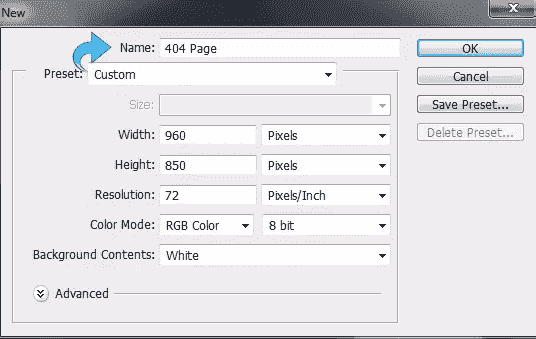 New
Name: 404 Page
OK
Preset: Custom
Cancel
Size:
Save Preset...
Width: 960 Pixels
Delete Preset...
Height: 850 Pixels
Resolution: 72 Pixels/Inch
Color Mode: RGB Color 8 bit
Background Contents: White
Advanced